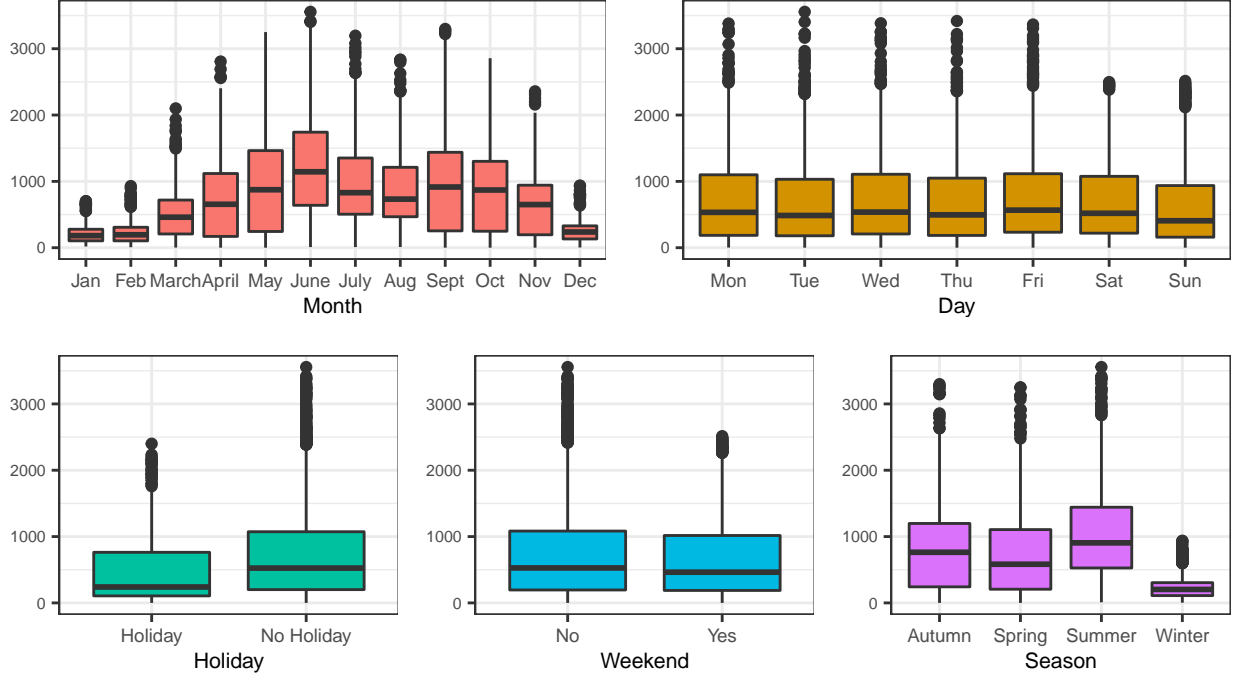 3000
2000
1000
0
Jan Feb March April May June July Aug Sept Oct Nov Dec
Month
3000
2000
1000
0
Mon Tue Wed Thu Fri Sat Sun
Day
3000
2000
1000
0
Holiday No Holiday
Holiday
3000
2000
1000
0
No Yes
Weekend
3000
2000
1000
0
Autumn Spring Summer Winter
Season